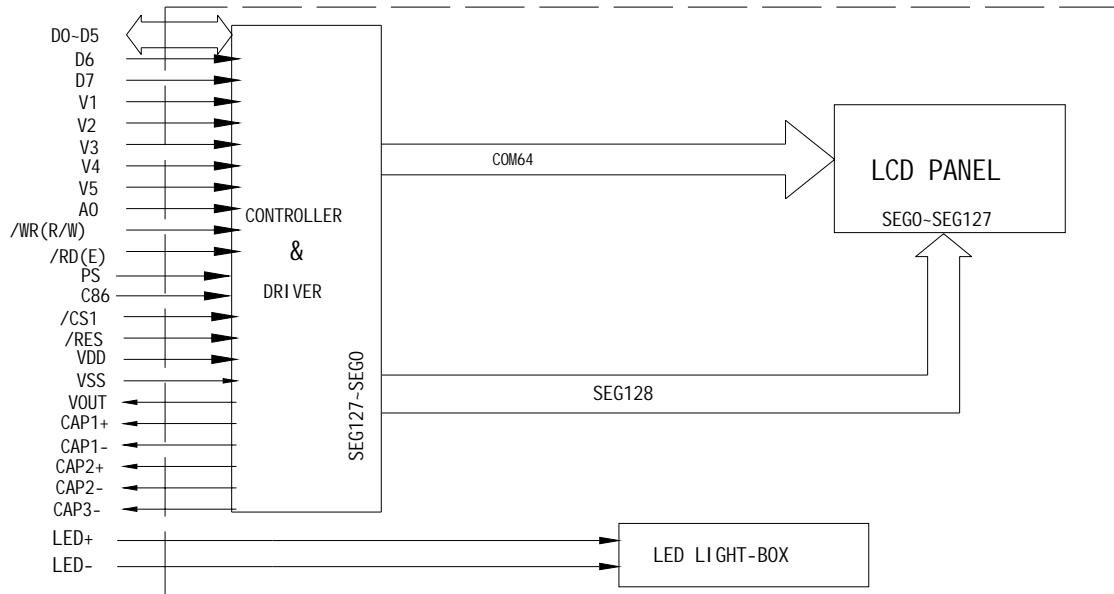 D0~D5
D6
D7
V1
V2
V3
V4
V5
A0
/WR(R/W)
/RD(E)
PS
C86
/CS1
/RES
VDD
VSS
VOUT
CAP1+
CAP1-
CAP2+
CAP2-
CAP3-
LED+
LED-
CONTROLLER
&
DRIVER
SEG127~SEG0
COM64
SEG128
LCD PANEL
SEG0~SEG127
LED LIGHT-BOX